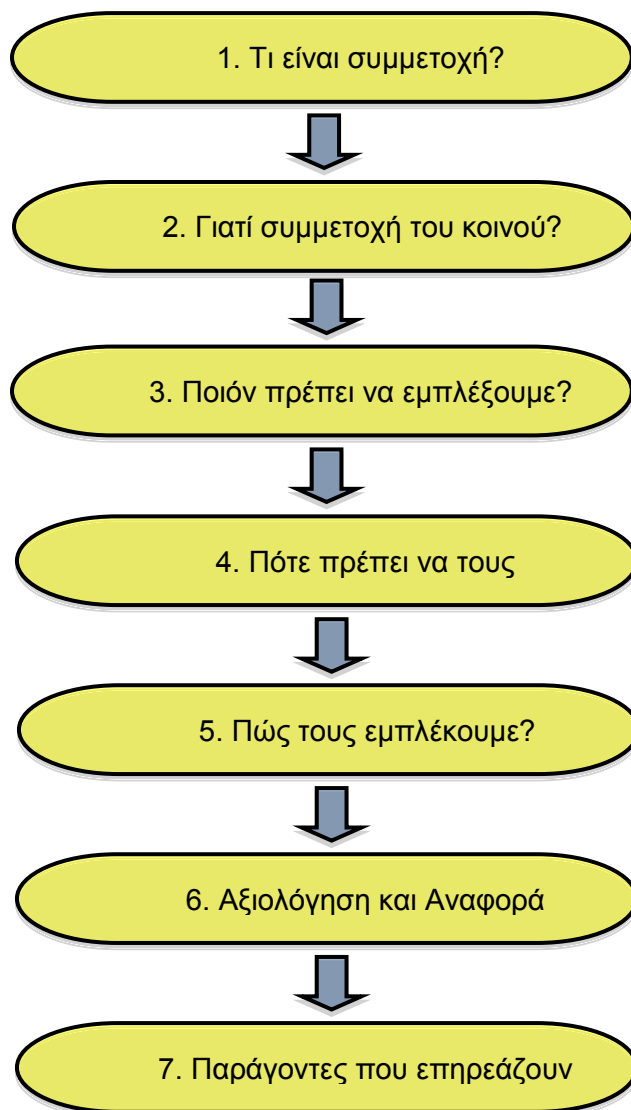 1. Τι είναι συμμετοχή?
2. Γιατί συμμετοχή του κοινού?
3. Ποιόν πρέπει να εμπλέξουμε?
4. Πότε πρέπει να τους
5. Πώς τους εμπλέκουμε?
6. Αξιολόγηση και Αναφορά
7. Παράγοντες που επηρεάζουν